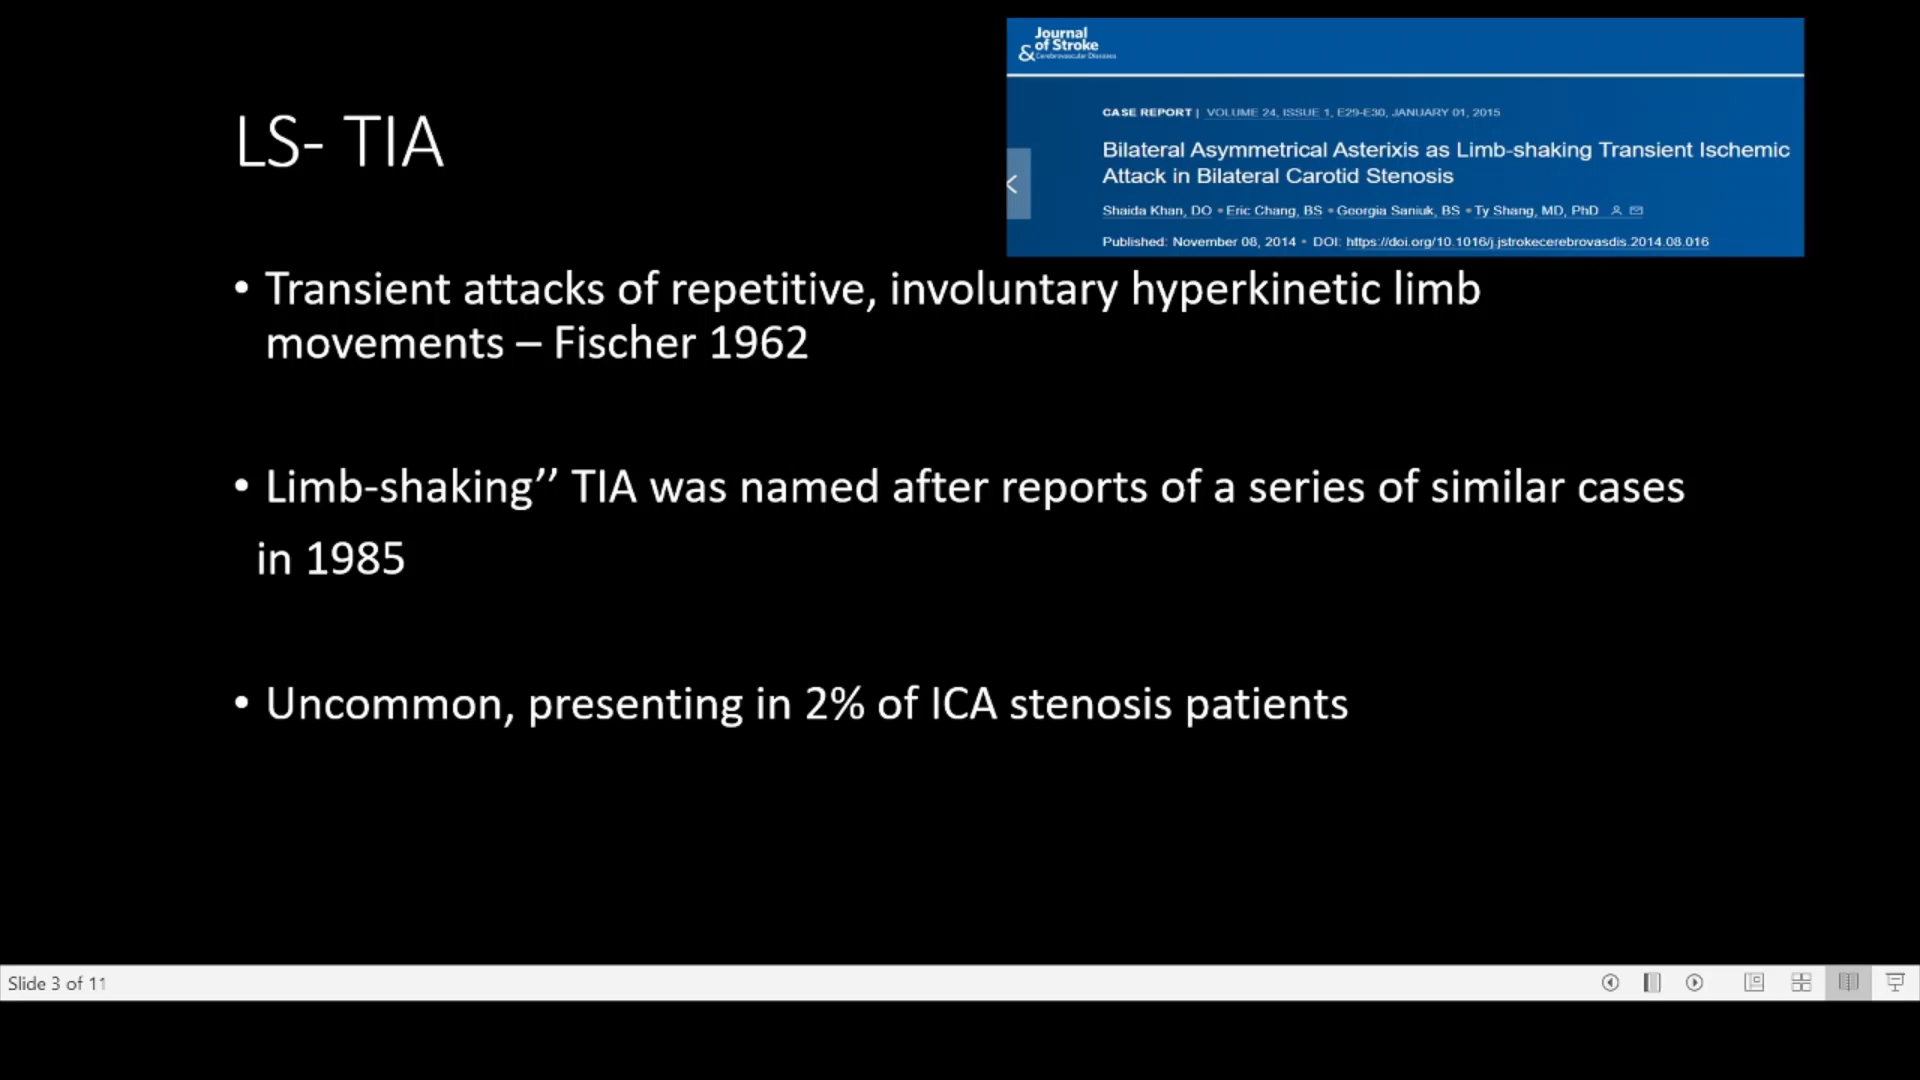 Journal
of Stroke
& Cerebrovascular Diseases
CASE REPORT | VOLUME 24, ISSUE 1, E29-E30, JANUARY 01, 2015
Bilateral Asymmetrical Asterixis as Limb-shaking Transient Ischemic
Attack in Bilateral Carotid Stenosis
Shaida Khan, DO • Eric Chang, BS • Georgia Saniuk, BS • Ty Shang, MD, PhD
Published: November 08, 2014 • DOI: https://doi.org/10.1016/j.jstrokecerebrovasdis.2014.08.016
LS- TIA
• Transient attacks of repetitive, involuntary hyperkinetic limb
movements – Fischer 1962
• Limb-shaking’’ TIA was named after reports of a series of similar cases
in 1985
• Uncommon, presenting in 2% of ICA stenosis patients
Slide 3 of 11